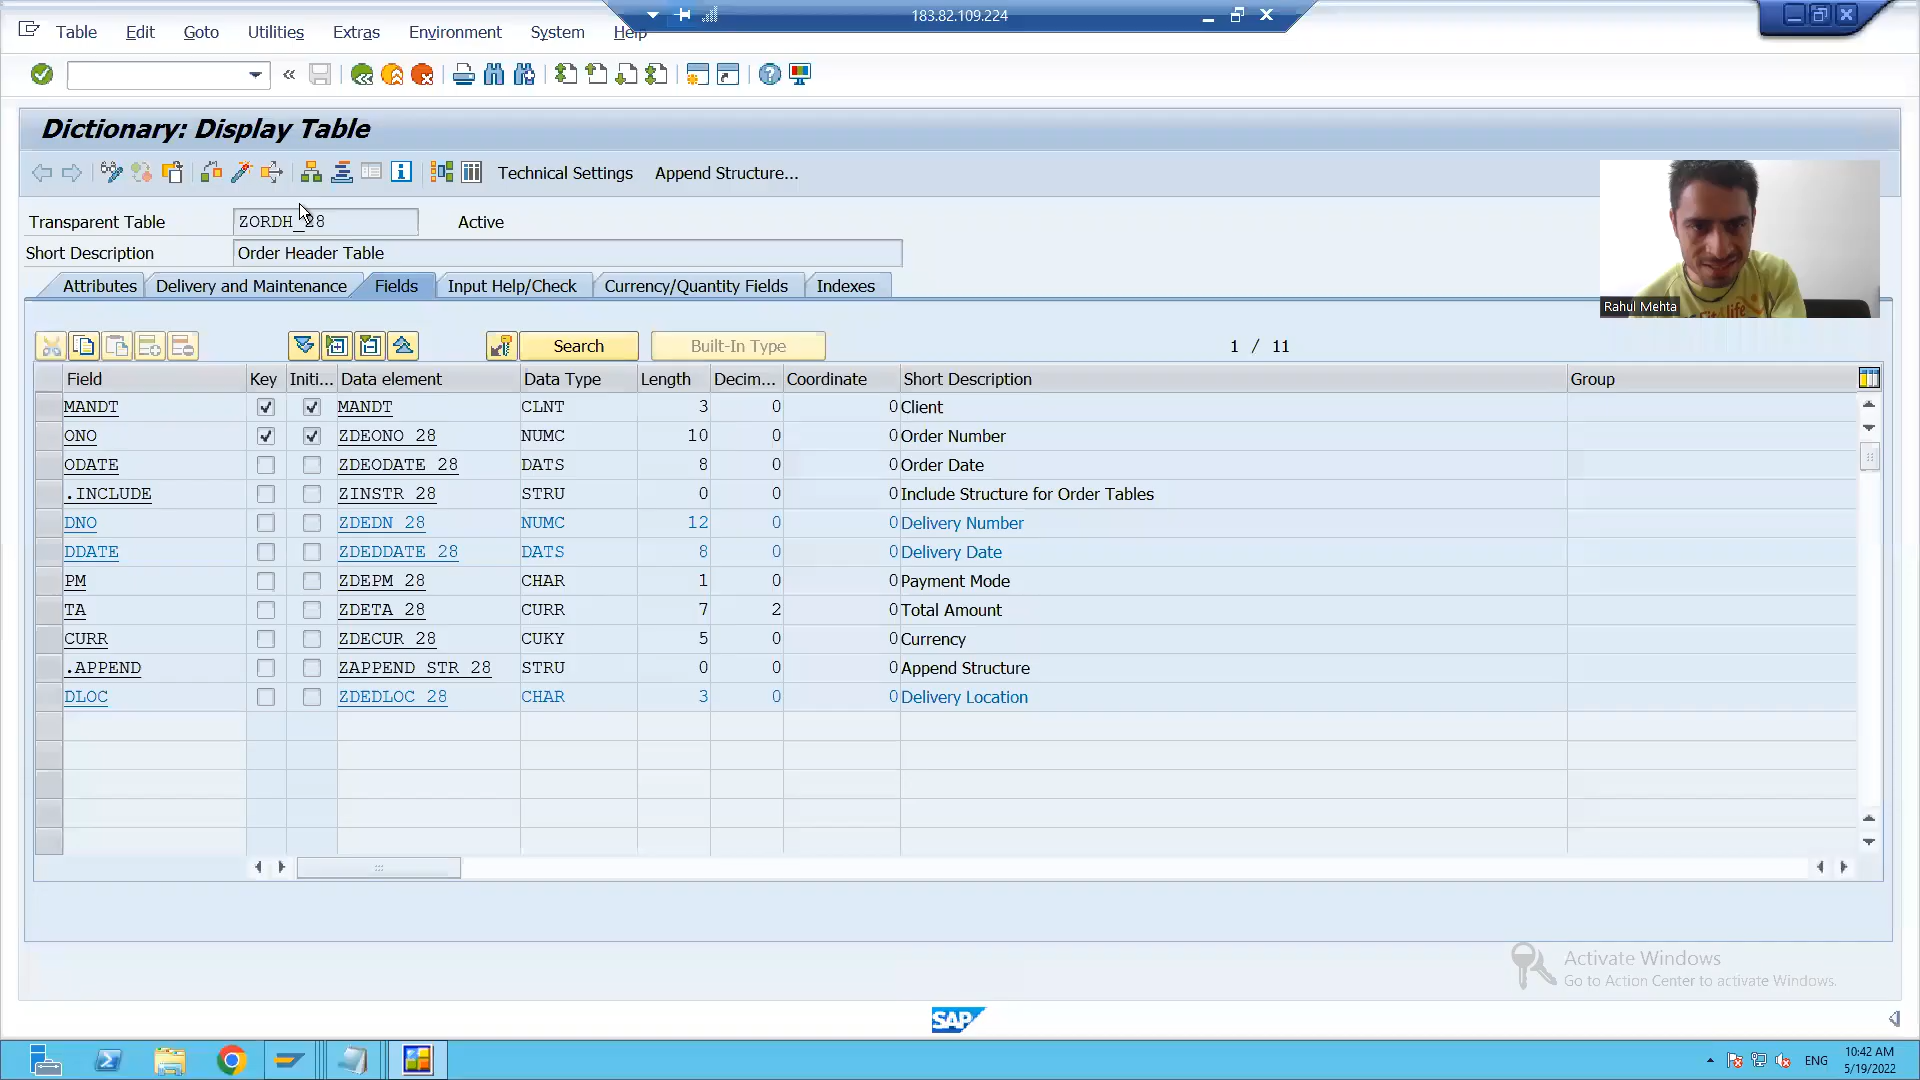 183.82.109.224
Table Edit Goto Utilities Extras Environment System Help
Dictionary: Display Table
Technical Settings Append Structure...
Transparent Table ZORDH_28 Active
Short Description Order Header Table
Attributes Delivery and Maintenance Fields Input Help/Check Currency/Quantity Fields Indexes
Rahul Mehta
Search Built-In Type 1 / 11
Field Key Initi... Data element Data Type Length Decim... Coordinate Short Description Group
MANDT MANDT CLNT 3 0 0 Client
ONO ZDEONO_28 NUMC 10 0 0 Order Number
ODATE ZDEODATE_28 DATS 8 0 0 Order Date
.INCLUDE ZINSTR_28 STRU 0 0 0 Include Structure for Order Tables
DNO ZDEDN_28 NUMC 12 0 0 Delivery Number
DDATE ZDEDDATE_28 DATS 8 0 0 Delivery Date
PM ZDEPM_28 CHAR 1 0 0 Payment Mode
TA ZDETA_28 CURR 7 2 0 Total Amount
CURR ZDECUR_28 CUKY 5 0 0 Currency
.APPEND ZAPPEND_STR_28 STRU 0 0 0 Append Structure
DLOC ZDEDLOC_28 CHAR 3 0 0 Delivery Location
Activate Windows
Go to Action Center to activate Windows.
SAP
ENG
10:42 AM
5/19/2022